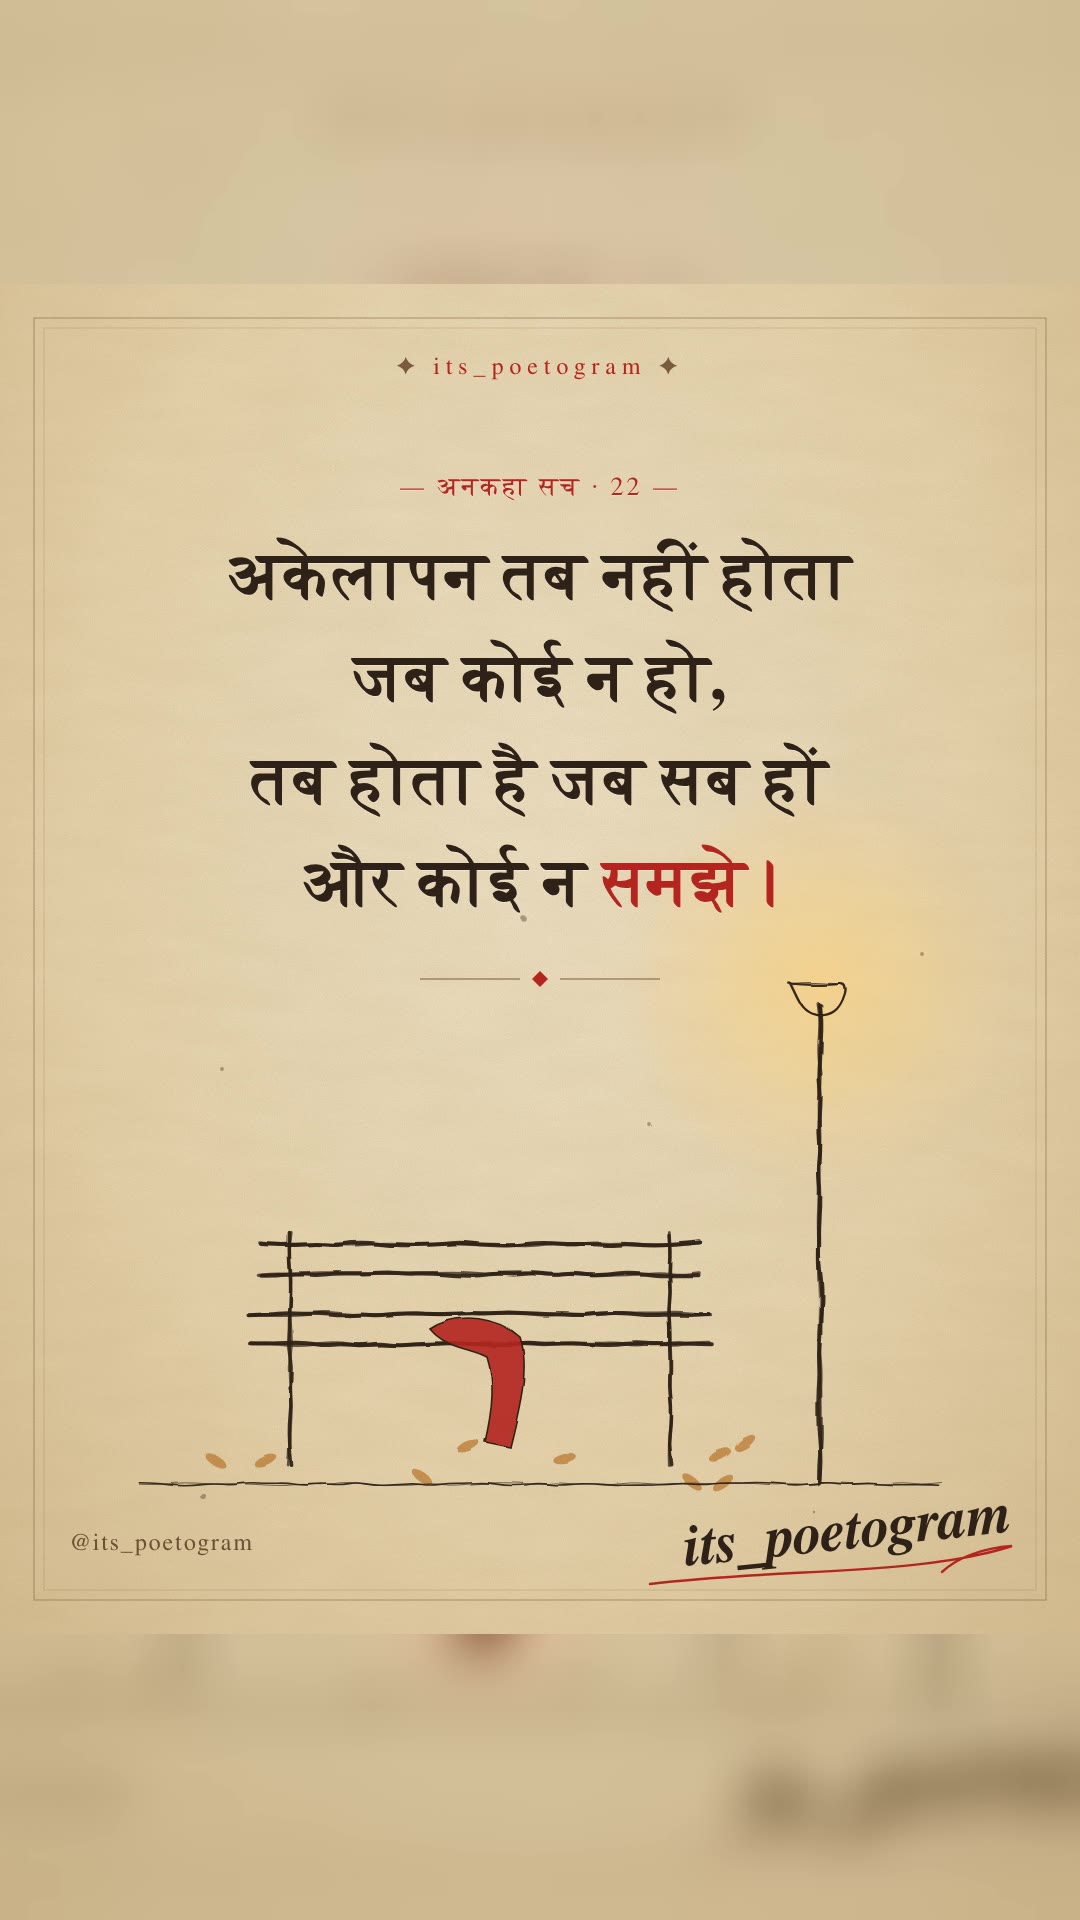 ✦ its_poetogram ✦
— अनकहा सच · 22 —
अकेलापन तब नहीं होता
जब कोई न हो,
तब होता है जब सब हों
और कोई न समझे।
@its_poetogram
its_poetogram